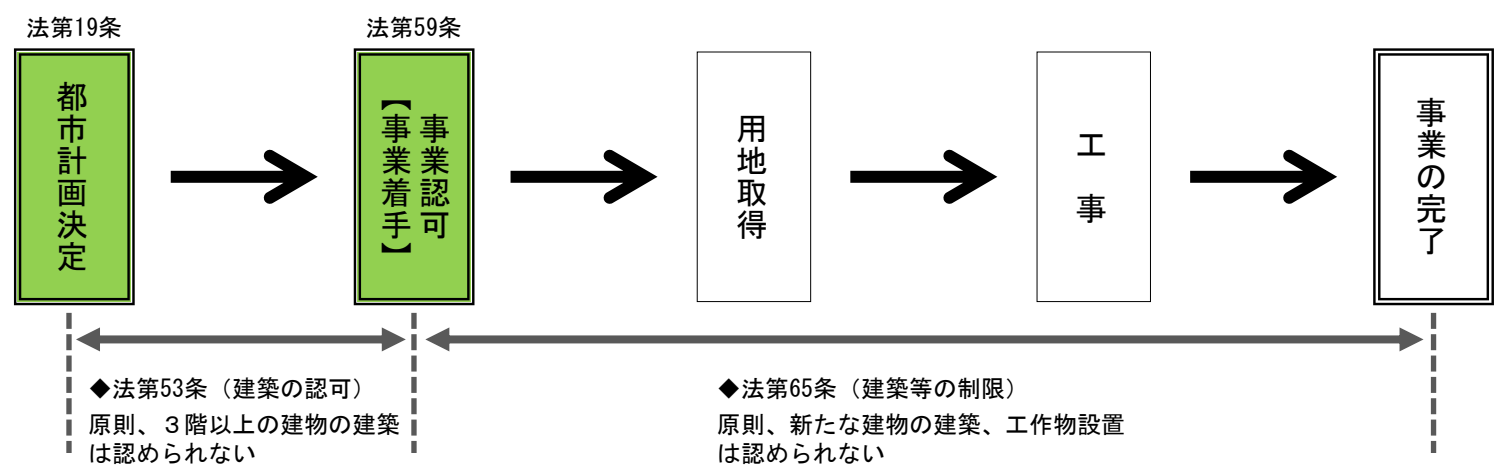 法第19条
法第59条
都市計画決定
事業認可
【事業着手】
用地取得
工事
事業の完了
◆法第53条（建築の認可）
原則、３階以上の建物の建築
は認められない
◆法第65条（建築等の制限）
原則、新たな建物の建築、工作物設置
は認められない